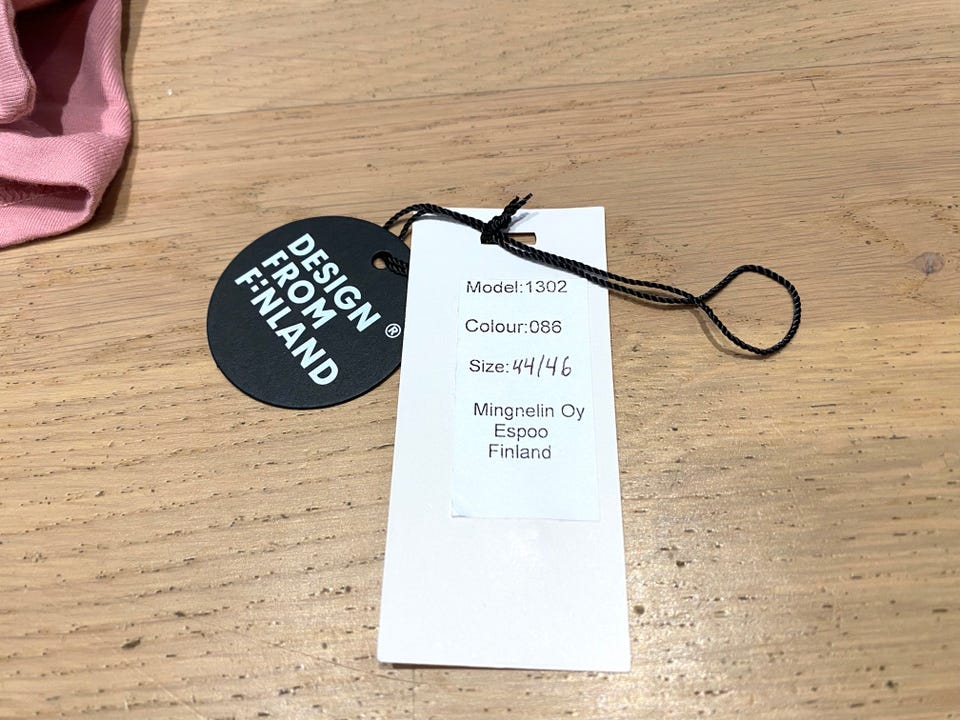 DESIGN
FROM
FINLAND
®
Model:1302
Colour:086
Size:44/46
Mingnelin Oy
Espoo
Finland